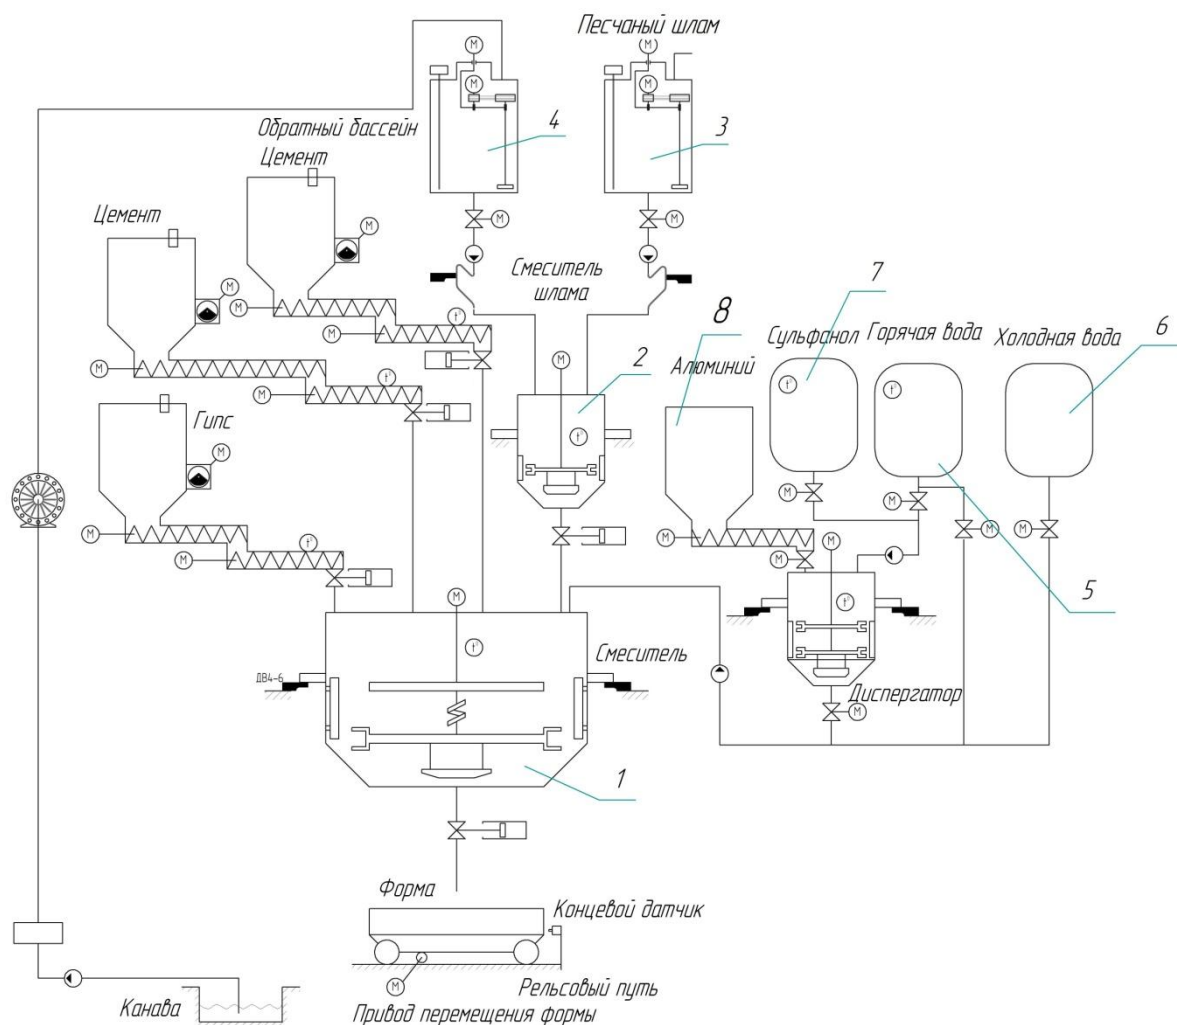 Песчаный шлам
М
М
М
М
4
3
Обратный бассейн
Цемент
М
М
Цемент
М
Смеситель
шлама
7
М
М
t°
8
6
М
М
Сульфанол
Горячая вода
Холодная вода
М
2
Алюминий
t°
t°
t°
М
Гипс
t°
М
М
М
М
М
М
М
М
t°
М
М
5
М
t°
М
t°
Смеситель
ДВ4-6
Диспергатор
М
1
Форма
Концевой датчик
М
Рельсовый путь
Канава
Привод перемещения формы